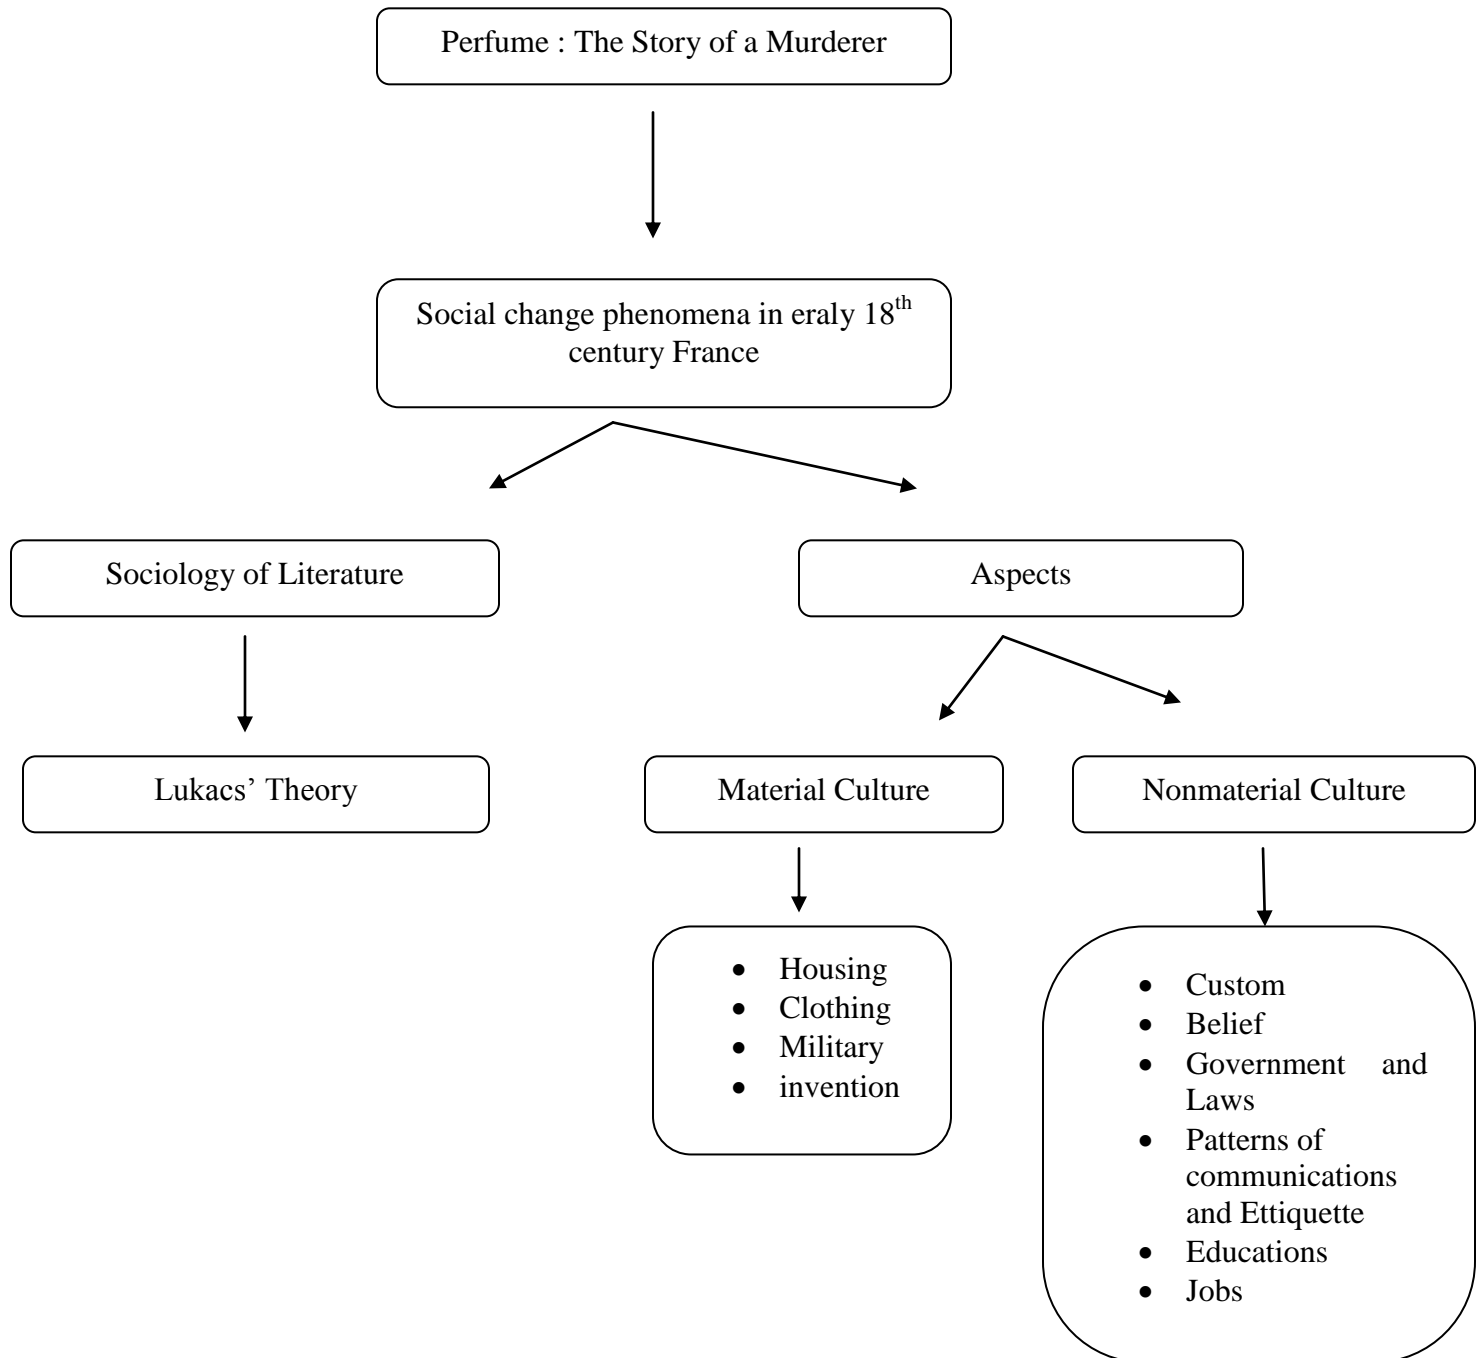 Perfume : The Story of a Murderer
Social change phenomena in eraly 18th
century France
Sociology of Literature
Aspects
Lukacs’ Theory
Material Culture
Nonmaterial Culture
• Housing
• Clothing
• Military
• invention
• Custom
• Belief
• Government and
Laws
• Patterns of
communications
and Ettiquette
• Educations
• Jobs